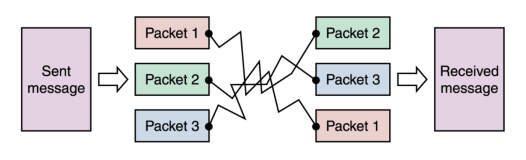 Sent
message
Packet 1
Packet 2
Packet 3
Packet 2
Packet 3
Packet 1
Received
message